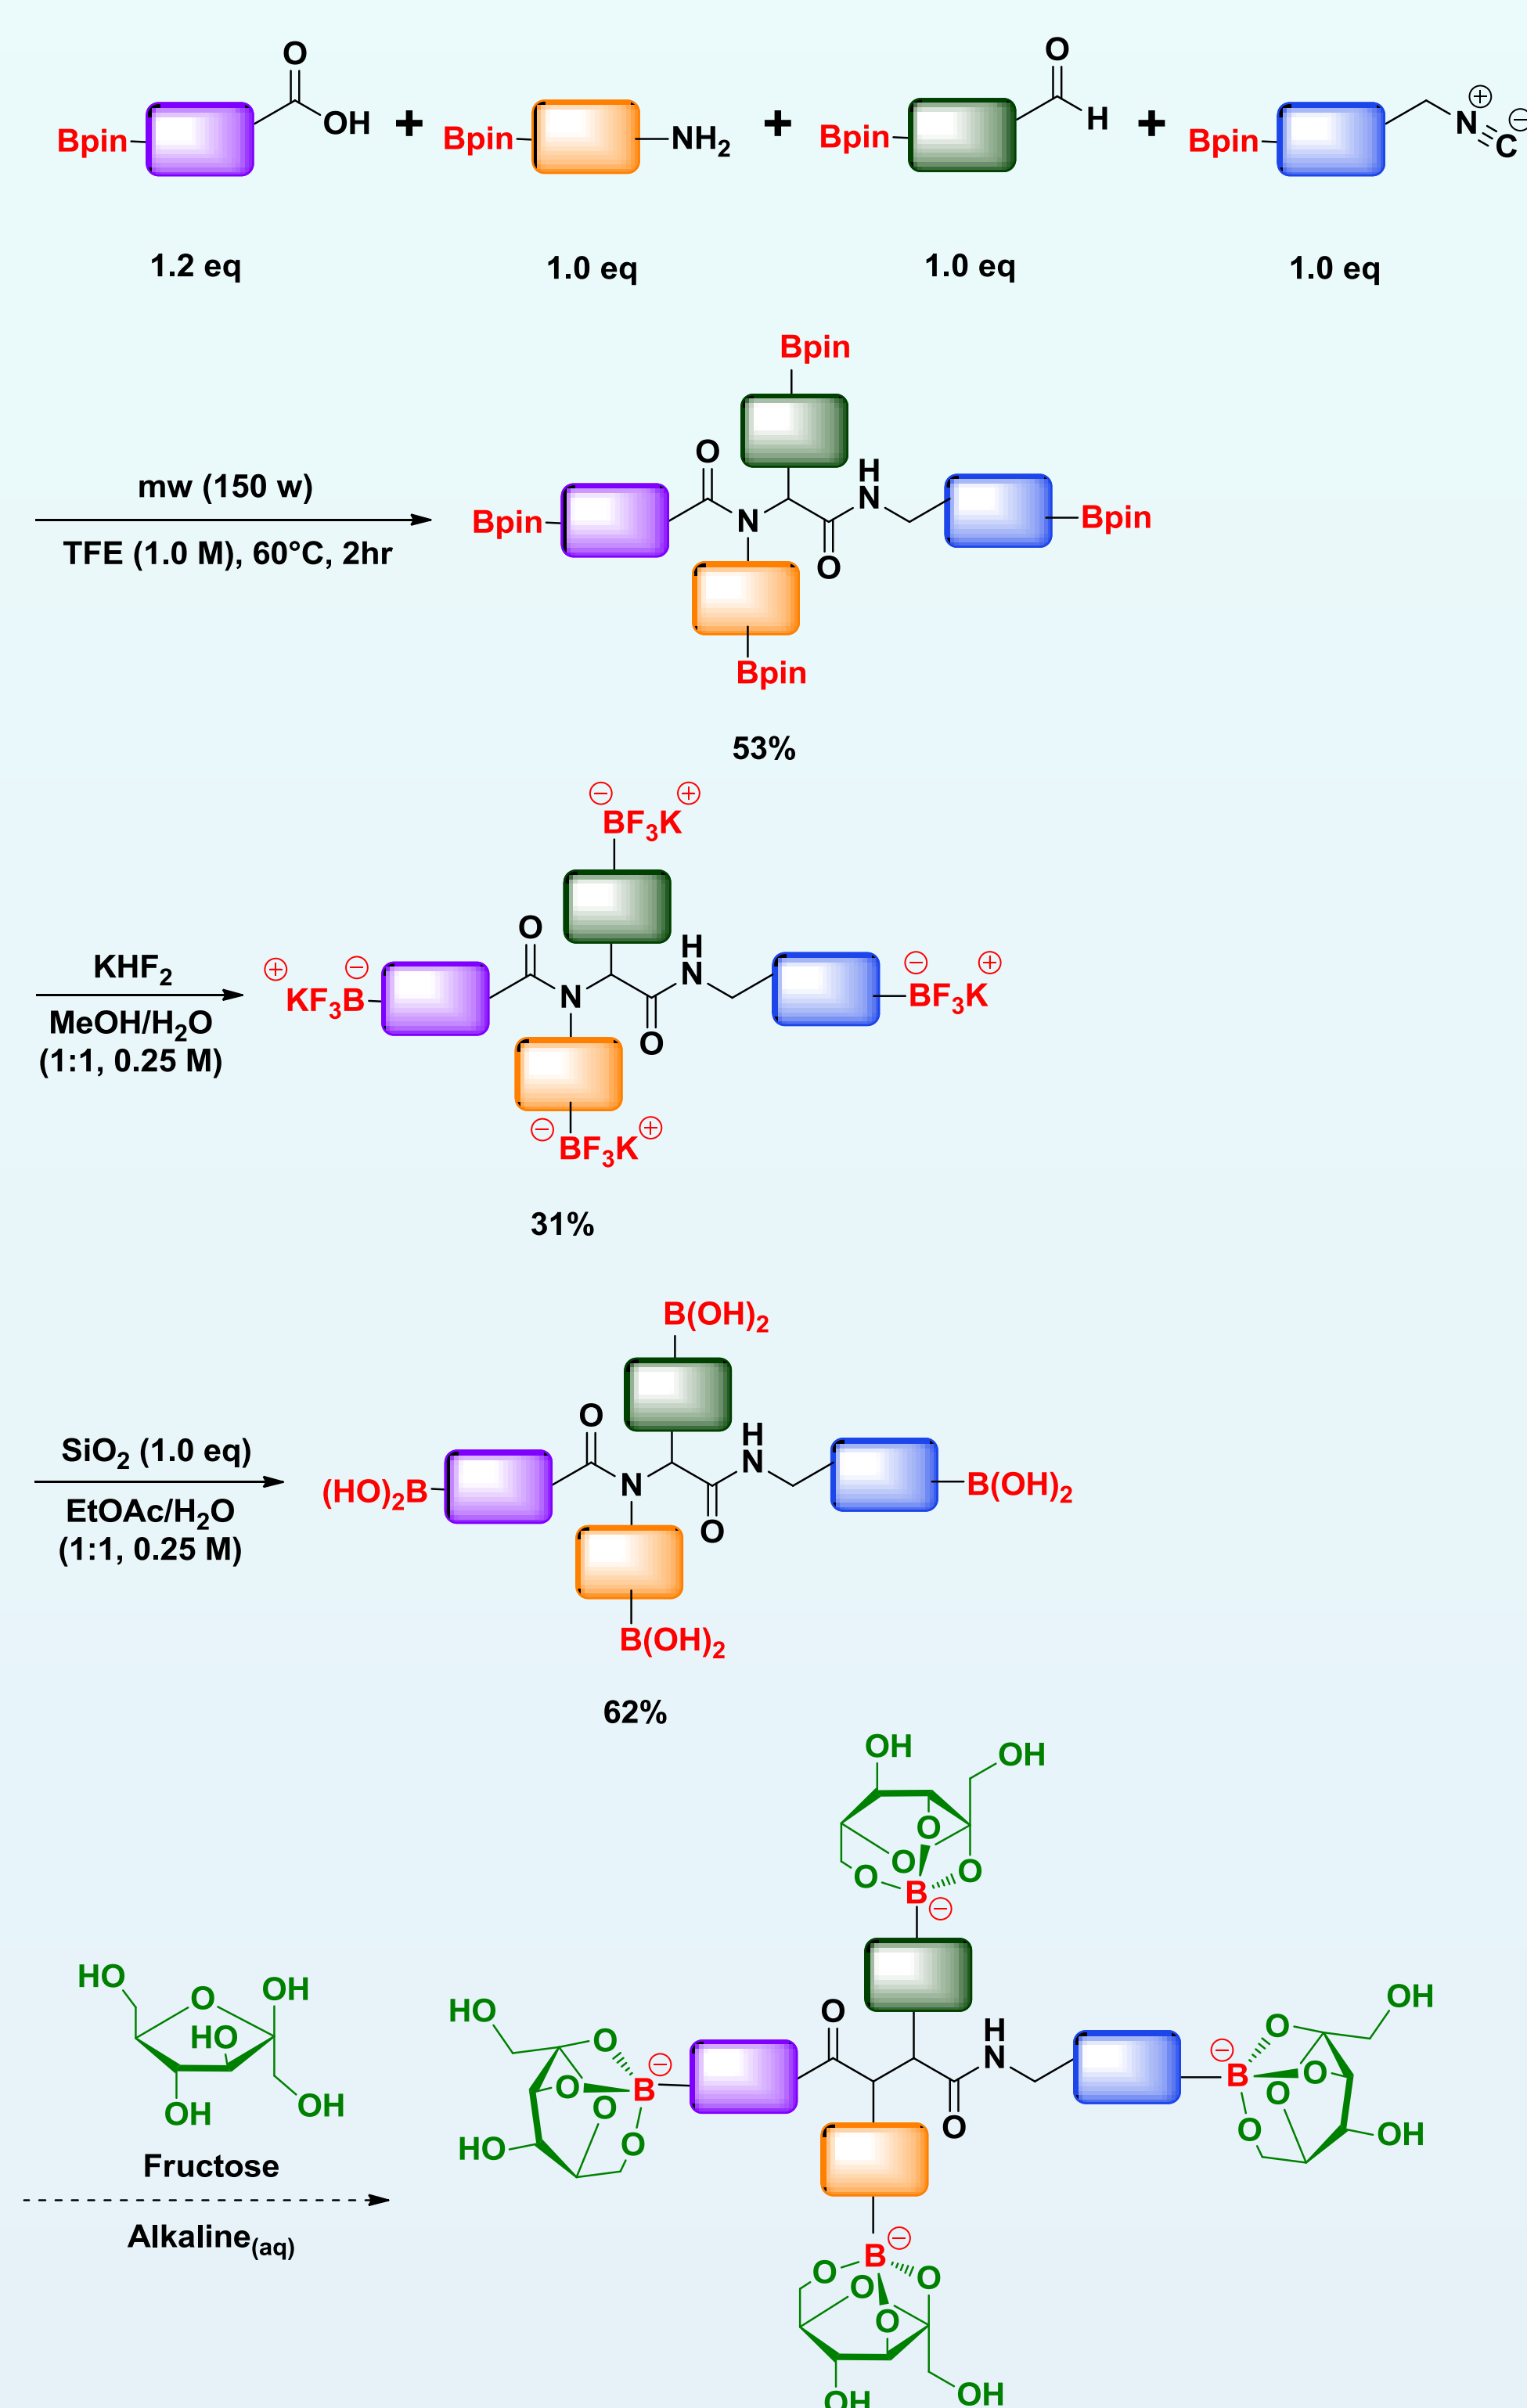 O
OH
Bpin
+
Bpin
NH2
+
O
H
Bpin
+
Bpin
⊕
N
C
⊖
1.2 eq
1.0 eq
1.0 eq
1.0 eq
mw (150 w)
TFE (1.0 M), 60°C, 2hr
Bpin
O
H
N
Bpin
N
Bpin
O
Bpin
53%
KHF2
MeOH/H2O
(1:1, 0.25 M)
⊖ ⊕
BF3K
O
H
N
⊕ ⊖
KF3B
N
⊖ ⊕
BF3K
O
⊖ ⊕
BF3K
31%
SiO2 (1.0 eq)
EtOAc/H2O
(1:1, 0.25 M)
B(OH)2
O
H
N
(HO)2B
N
B(OH)2
O
B(OH)2
62%
HO
O
OH
HO
OH
OH
Fructose
Alkaline(aq)
OH
OH
O
O
O
O
B
⊖
HO
O
O
O
O
HO
B
⊖
O
H
N
O
⊖
B
O
O
O
O
OH
OH
⊖
B
O
O
O
O
OH
OH